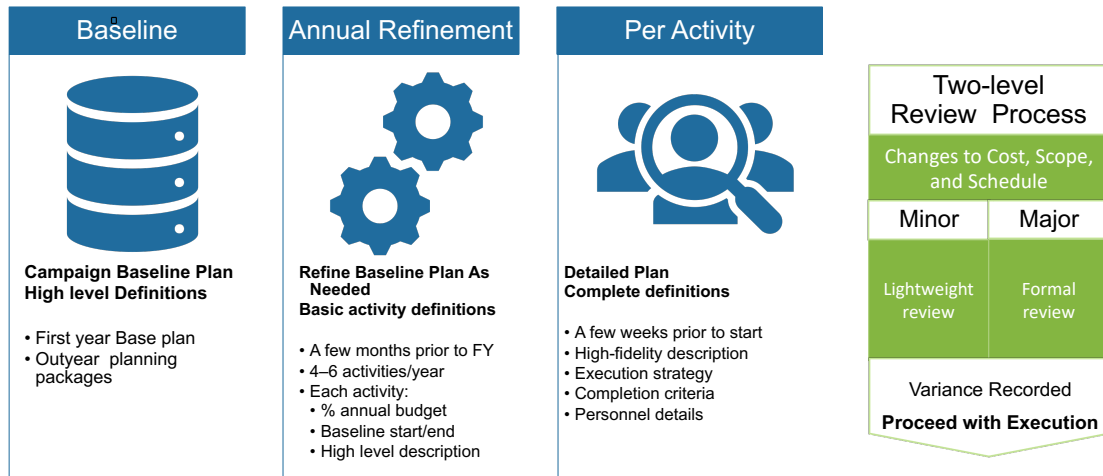 Baseline
Campaign Baseline Plan
High level Definitions
• First year Base plan
• Outyear planning
packages
Annual Refinement
Refine Baseline Plan As
Needed
Basic activity definitions
• A few months prior to FY
• 4–6 activities/year
• Each activity:
• % annual budget
• Baseline start/end
• High level description
Per Activity
Detailed Plan
Complete definitions
• A few weeks prior to start
• High-fidelity description
• Execution strategy
• Completion criteria
• Personnel details
Two-level
Review Process
Changes to Cost, Scope,
and Schedule
Minor
Major
Lightweight
review
Formal
review
Variance Recorded
Proceed with Execution